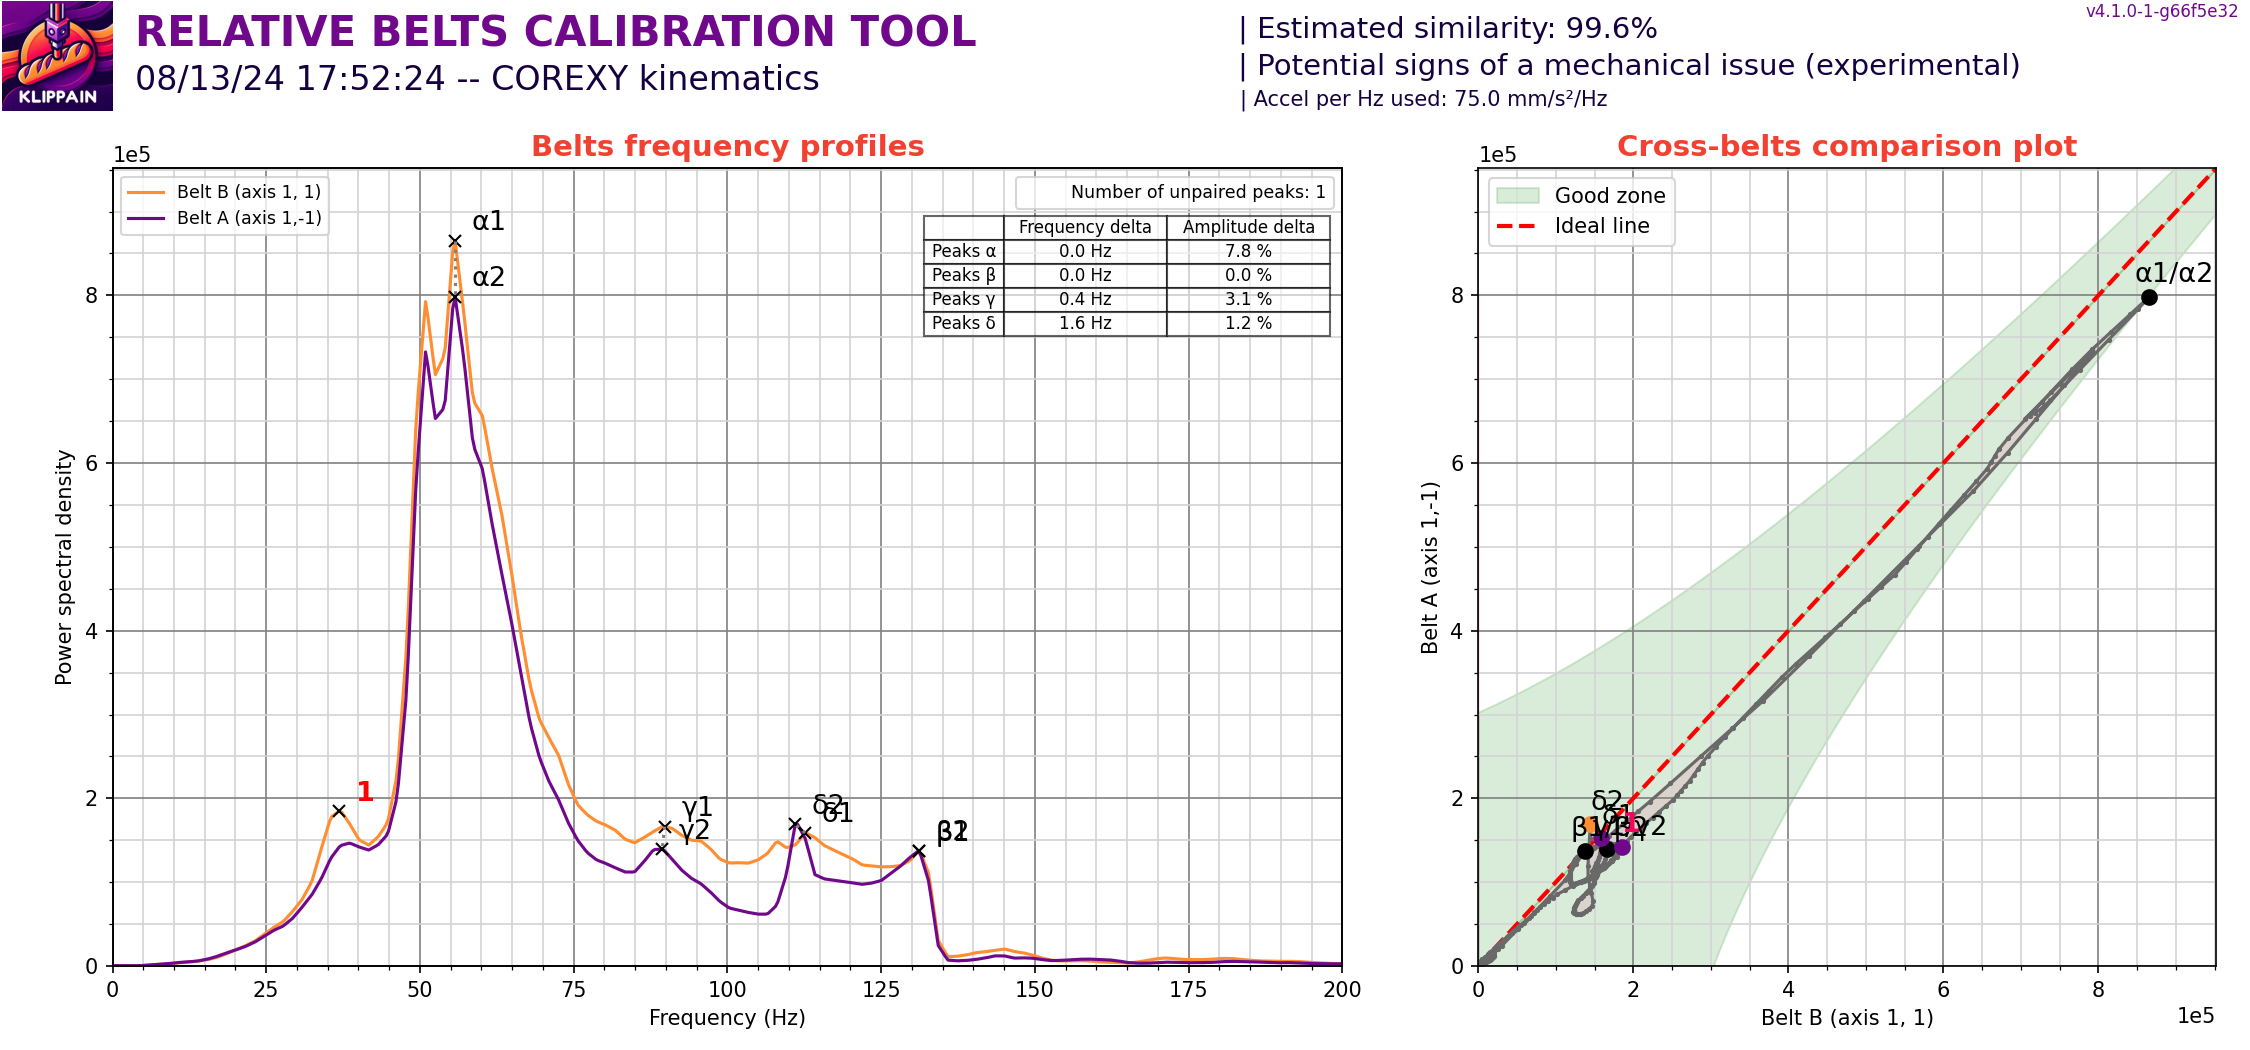 KLIPPAIN
RELATIVE BELTS CALIBRATION TOOL
08/13/24 17:52:24 -- COREXY kinematics
| Estimated similarity: 99.6%
| Potential signs of a mechanical issue (experimental)
| Accel per Hz used: 75.0 mm/s²/Hz
v4.1.0-1-g66f5e32
Belts frequency profiles
1e5
Belt B (axis 1, 1)
Belt A (axis 1,-1)
Number of unpaired peaks: 1
Frequency delta Amplitude delta
Peaks α 0.0 Hz 7.8 %
Peaks β 0.0 Hz 0.0 %
Peaks γ 0.4 Hz 3.1 %
Peaks δ 1.6 Hz 1.2 %
α1
α2
1
γ1
γ2
δ2
δ1
β1
β2
8
6
4
2
0
Power spectral density
0 25 50 75 100 125 150 175 200
Frequency (Hz)
Cross-belts comparison plot
1e5
Good zone
Ideal line
α1/α2
δ2
δ1
1
8
6
4
2
0
Belt A (axis 1,-1)
0 2 4 6 8
1e5
Belt B (axis 1, 1)